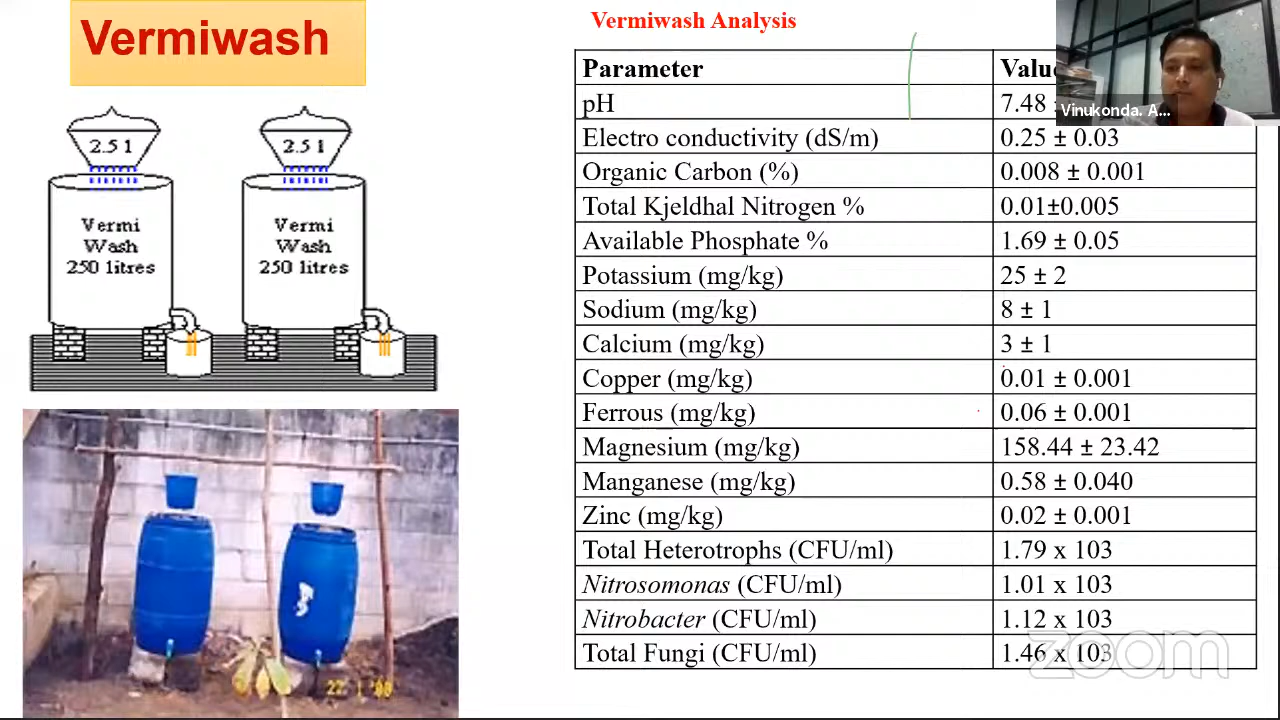 Vermiwash
Vermiwash Analysis
2.5 l
2.5 l
Vermi
Wash
250 litres
Vermi
Wash
250 litres
Parameter
pH 7.48
Electro conductivity (dS/m) 0.25 ± 0.03
Organic Carbon (%) 0.008 ± 0.001
Total Kjeldhal Nitrogen % 0.01±0.005
Available Phosphate % 1.69 ± 0.05
Potassium (mg/kg) 25 ± 2
Sodium (mg/kg) 8 ± 1
Calcium (mg/kg) 3 ± 1
Copper (mg/kg) 0.01 ± 0.001
Ferrous (mg/kg) 0.06 ± 0.001
Magnesium (mg/kg) 158.44 ± 23.42
Manganese (mg/kg) 0.58 ± 0.040
Zinc (mg/kg) 0.02 ± 0.001
Total Heterotrophs (CFU/ml) 1.79 x 103
Nitrosomonas (CFU/ml) 1.01 x 103
Nitrobacter (CFU/ml) 1.12 x 103
Total Fungi (CFU/ml) 1.46 x 103
Vinukonda. A...
zoom